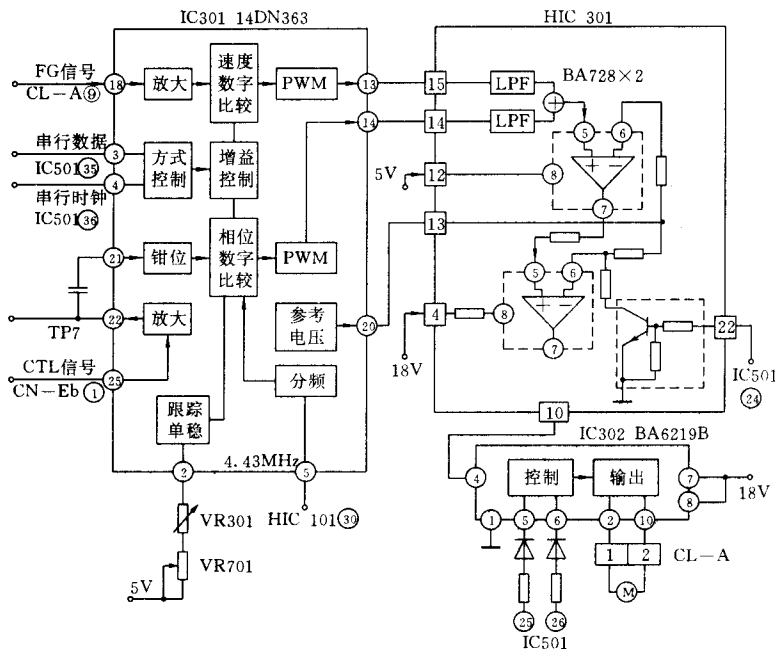 IC301 14DN363
HIC 301
FG信号
CL-A⑨
18
放大
速度
数字
比较
PWM
13
15
LPF
BA728×2
14
14
LPF
串行数据
IC501㉟
3
方式
控制
增益
控制
串行时钟
IC501㊱
4
5
6
+
-
8
7
5V
12
13
21
钳位
相位
数字
比较
PWM
TP7
22
放大
参考
电压
20
5
6
+
-
8
7
4
18V
22
IC501
㉔
CTL信号
CN-Eb①
25
分频
跟踪
单稳
2
4.43MHz
5
10
IC302 BA6219B
4
控制
输出
7
8
18V
1
5
6
2
10
VR301
HIC 101㉚
1
2
CL-A
M
VR701
5V
25
26
IC501